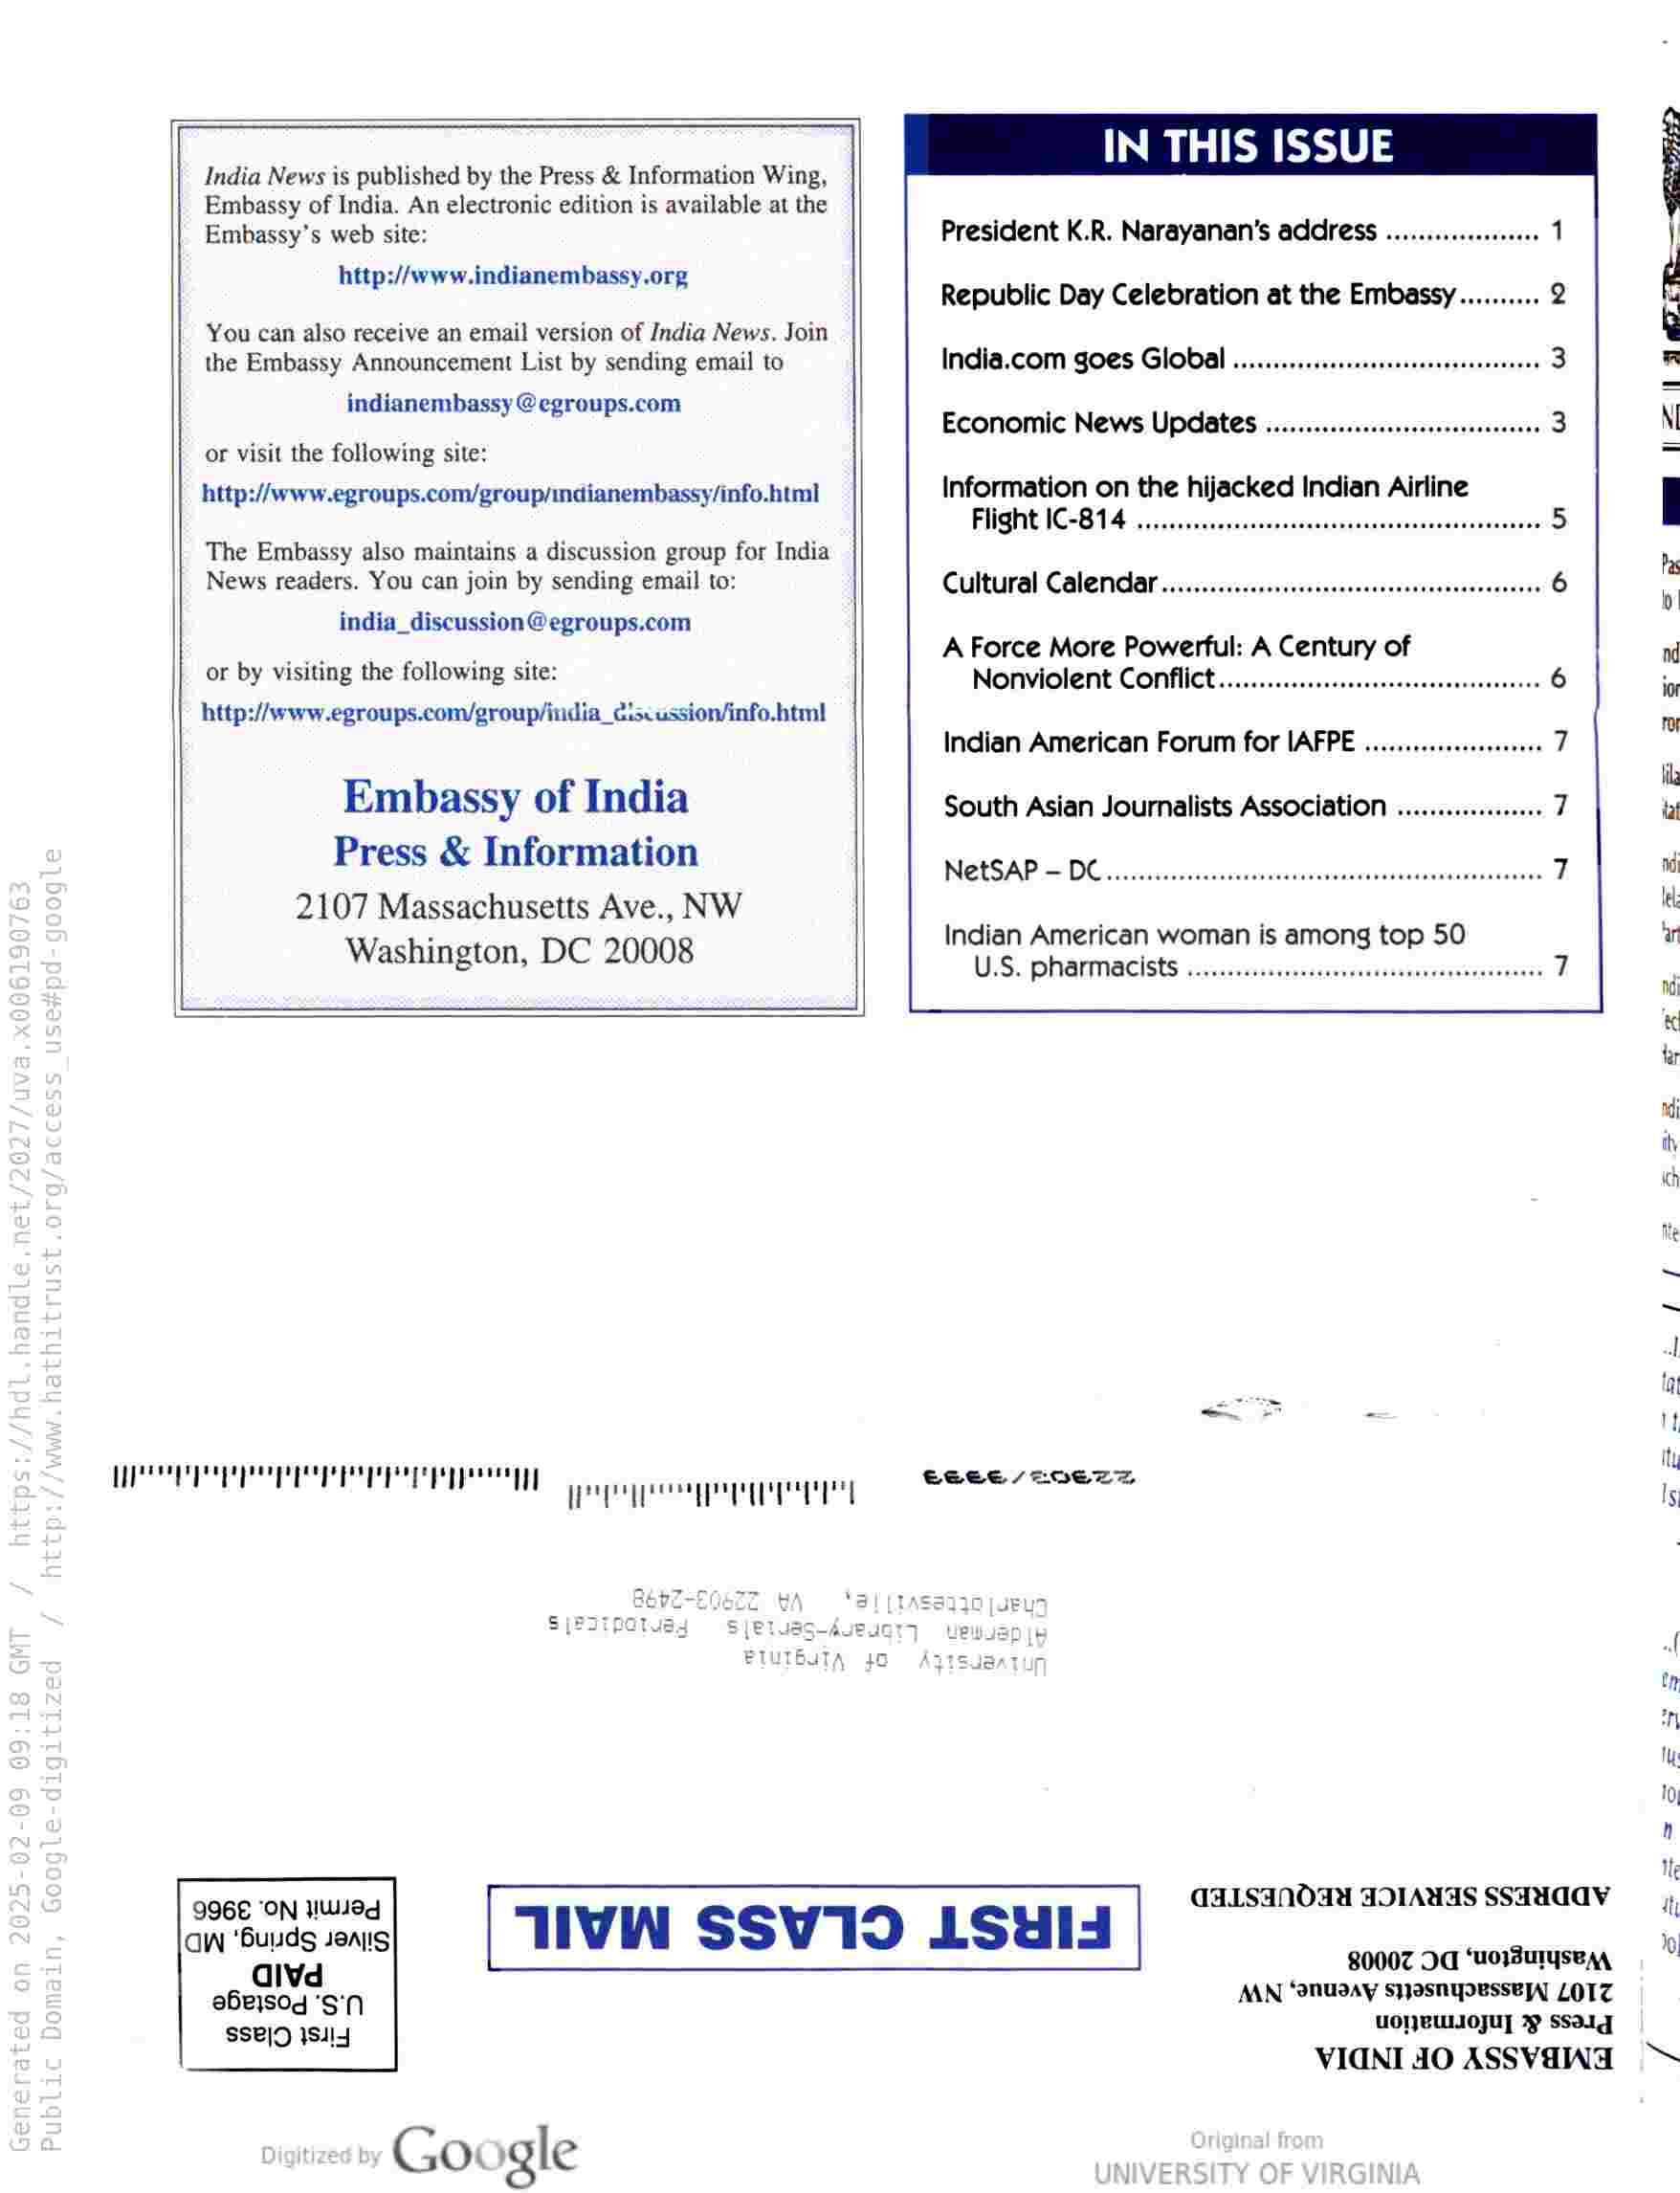 India News is published by the Press & Information Wing,
Embassy of India. An electronic edition is available at the
Embassy's web site:
http://www.indianembassy.org
You can also receive an email version of India News. Join
the Embassy Announcement List by sending email to
indianembassy@egroups.com
or visit the following site:
http://www.egroups.com/group/indianembassy/info.html
The Embassy also maintains a discussion group for India
News readers. You can join by sending email to:
india_discussion@egroups.com
or by visiting the following site:
http://www.egroups.com/group/india_discussion/info.html
Embassy of India
Press & Information
2107 Massachusetts Ave., NW
Washington, DC 20008
IN THIS ISSUE
President K.R. Narayanan's address ................... 1
Republic Day Celebration at the Embassy.......... 2
India.com goes Global ...................................... 3
Economic News Updates .................................. 3
Information on the hijacked Indian Airline
Flight IC-814 .................................................. 5
Cultural Calendar............................................... 6
A Force More Powerful: A Century of
Nonviolent Conflict........................................ 6
Indian American Forum for IAFPE ...................... 7
South Asian Journalists Association .................. 7
NetSAP – DC...................................................... 7
Indian American woman is among top 50
U.S. pharmacists ............................................ 7
EMBASSY OF INDIA
Press & Information
2107 Massachusetts Avenue, NW
Washington, DC 20008
ADDRESS SERVICE REQUESTED
FIRST CLASS MAIL
First Class
U.S. Postage
PAID
Silver Spring, MD
Permit No. 3966
University of Virginia
Alderman Library-Serials Periodicals
Charlottesville, VA 22903-2498
22903/9999
Generated on 2025-02-09 09:18 GMT / https://hdl.handle.net/2027/uva.x006190763
Public Domain, Google-digitized / http://www.hathitrust.org/access_use#pd-google
Digitized by Google
Original from
UNIVERSITY OF VIRGINIA